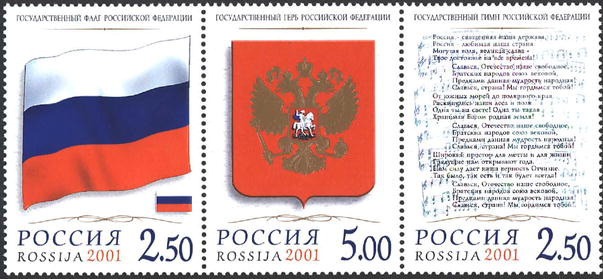 ГОСУДАРСТВЕННЫЙ ФЛАГ РОССИЙСКОЙ ФЕДЕРАЦИИ
РОССИЯ
ROSSIJA 2001
2.50
ГОСУДАРСТВЕННЫЙ ГЕРБ РОССИЙСКОЙ ФЕДЕРАЦИИ
РОССИЯ
ROSSIJA 2001
5.00
ГОСУДАРСТВЕННЫЙ ГИМН РОССИЙСКОЙ ФЕДЕРАЦИИ
Россия - священная наша держава,
Россия - любимая наша страна.
Могучая воля, великая слава -
Твое достоянье на все времена!
Славься, Отечество наше свободное,
Братских народов союз вековой,
Предками данная мудрость народная!
Славься, страна! Мы гордимся тобой!
От южных морей до полярного края
Раскинулись наши леса и поля.
Одна ты на свете! Одна ты такая -
Хранимая Богом родная земля!
Славься, Отечество наше свободное,
Братских народов союз вековой,
Предками данная мудрость народная!
Славься, страна! Мы гордимся тобой!
Широкий простор для мечты и для жизни
Грядущие нам открывают года.
Нам силу дает наша верность Отчизне.
Так было, так есть и так будет всегда!
Славься, Отечество наше свободное,
Братских народов союз вековой,
Предками данная мудрость народная!
Славься, страна! Мы гордимся тобой!
РОССИЯ
ROSSIJA 2001
2.50